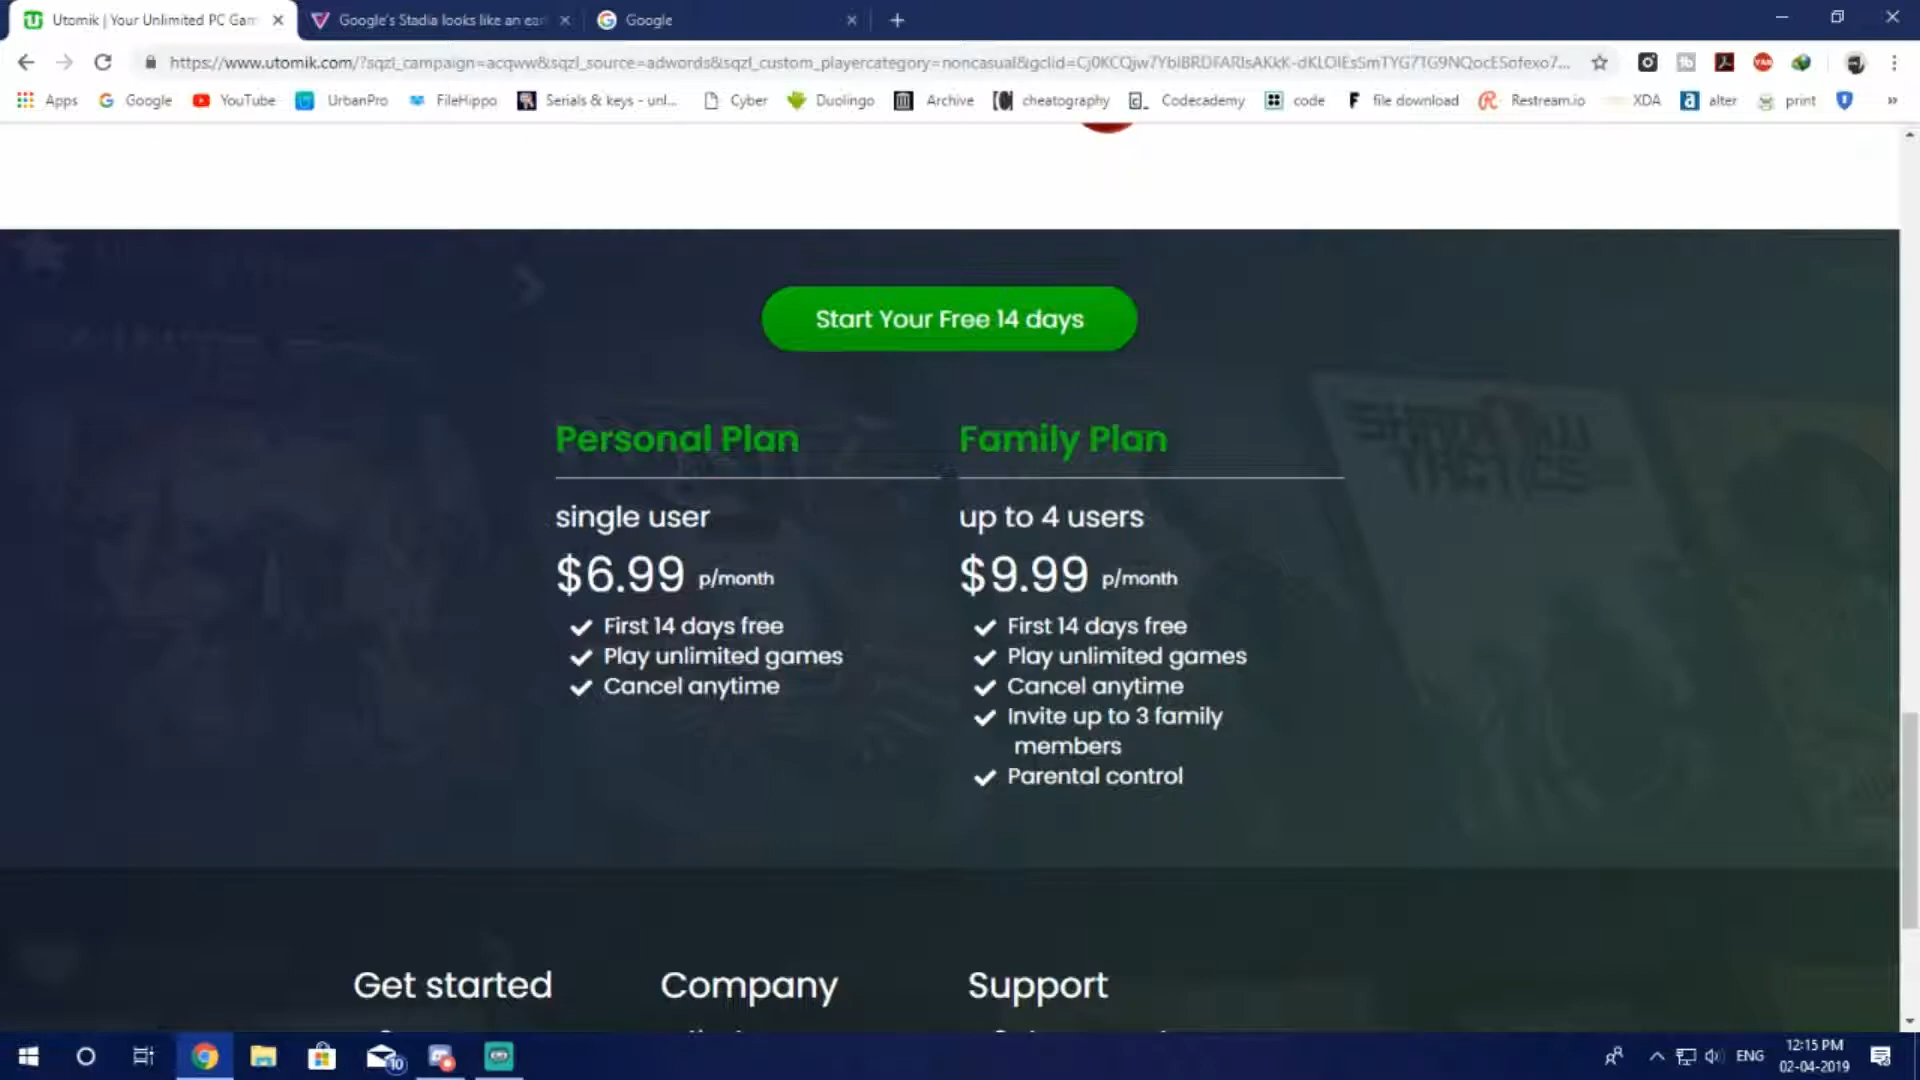 Utomik | Your Unlimited PC Gam
Google's Stadia looks like an ear
Google
https://www.utomik.com/?sqzl_campaign=acqww&sqzl_source=adwords&sqzl_custom_playercategory=noncasual&gclid=
Apps
Google
YouTube
UrbanPro
FileHippo
Serials & keys - unl...
Cyber
Duolingo
Archive
cheatography
Codecademy
code
file download
Restream.io
XDA
alter
print
Start Your Free 14 days
Personal Plan
single user
$6.99 p/month
First 14 days free
Play unlimited games
Cancel anytime
Family Plan
up to 4 users
$9.99 p/month
First 14 days free
Play unlimited games
Cancel anytime
Invite up to 3 family
members
Parental control
SHADOW
TACTICS
Get started
Company
Support
10
ENG
12:15 PM
02-04-2019